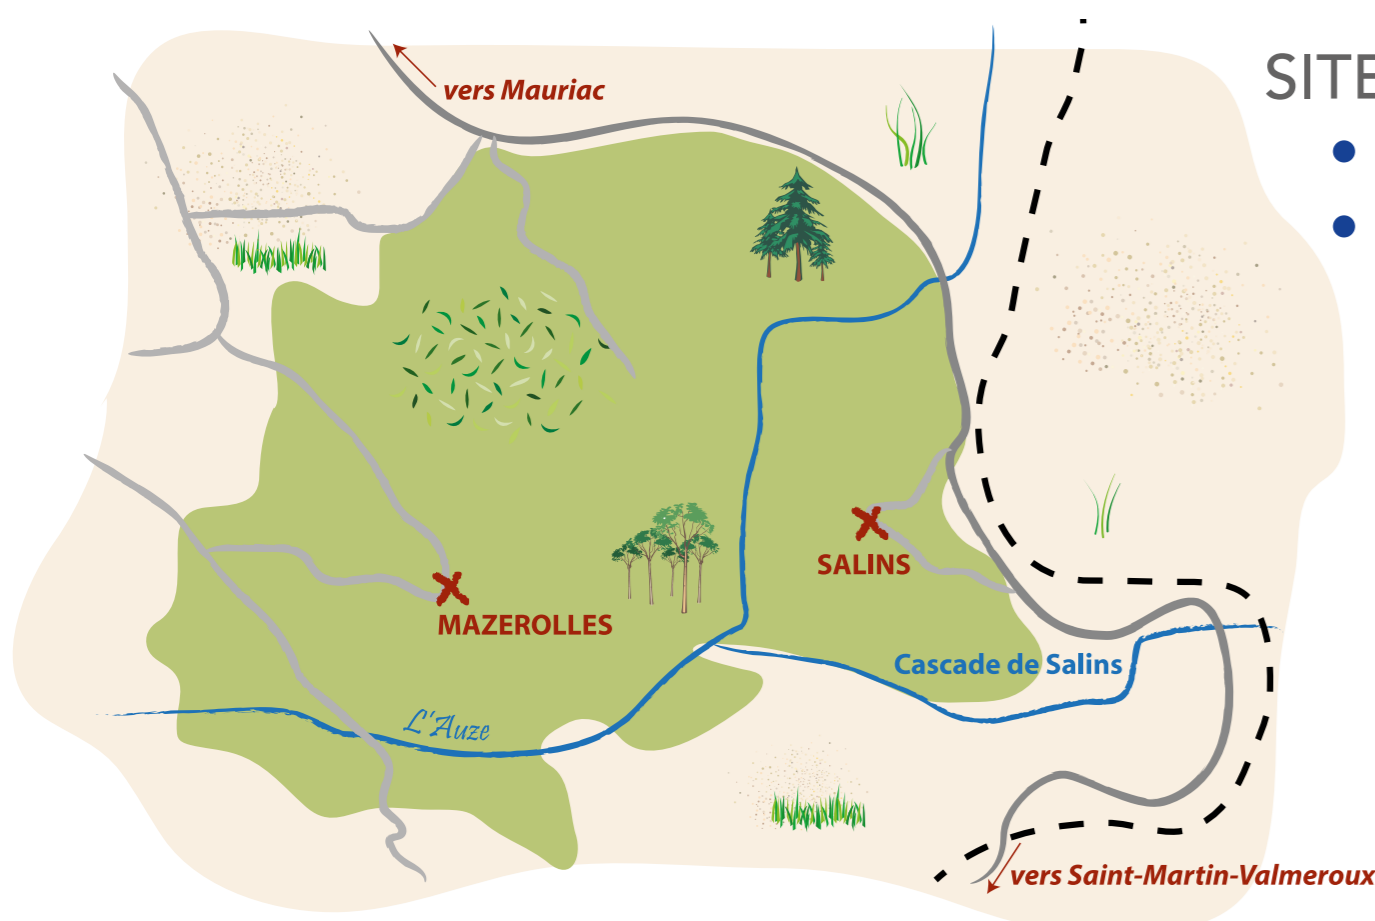 vers Mauriac
SITE
SALINS
MAZEROLLES
Cascade de Salins
L'Auze
vers Saint-Martin-Valmeroux